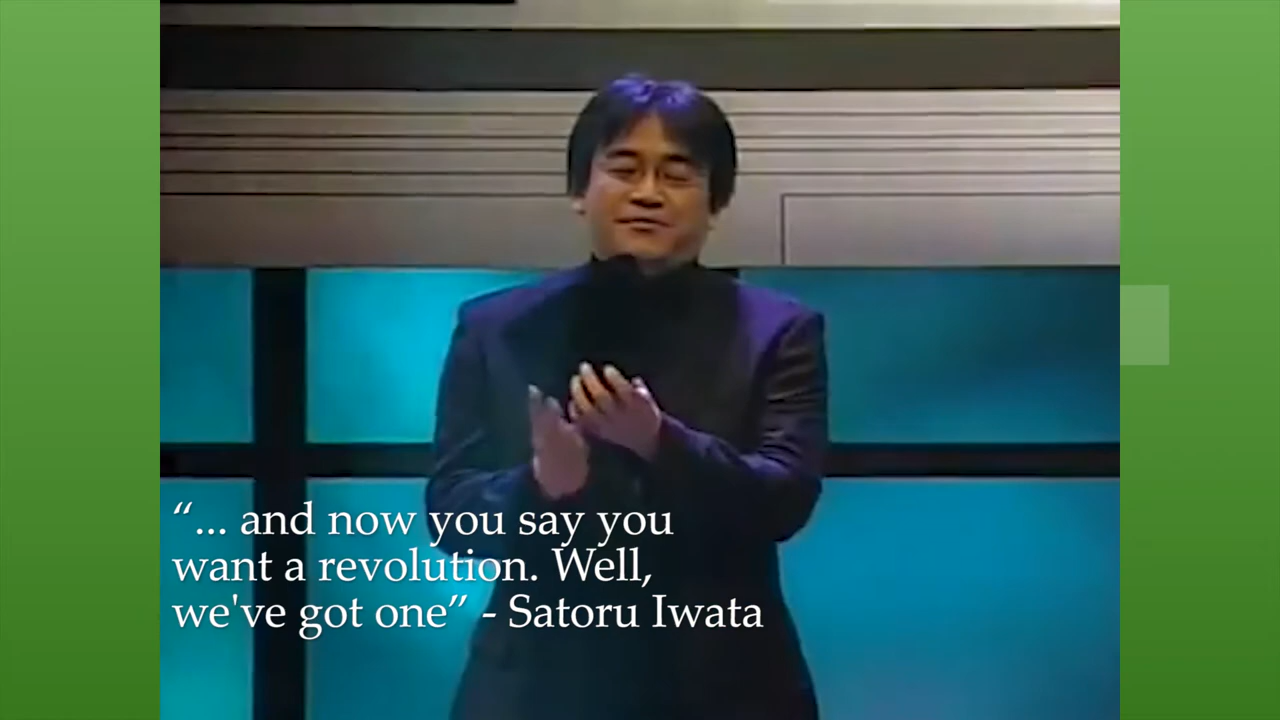 “... and now you say you
want a revolution. Well,
we've got one” - Satoru Iwata